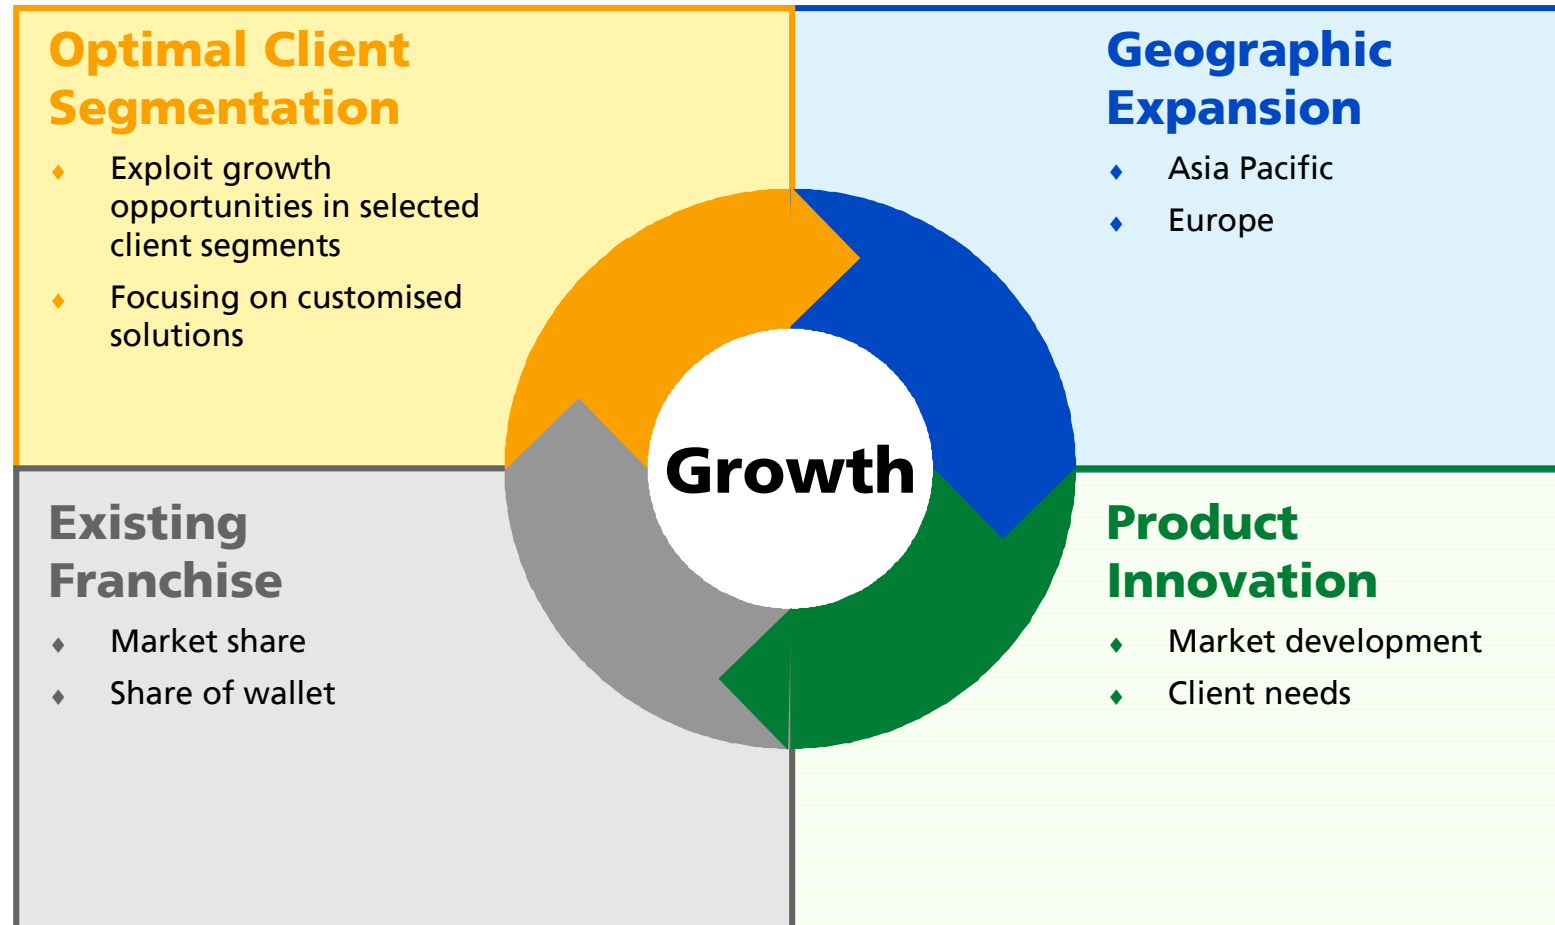 Optimal Client
Segmentation
♦ Exploit growth
opportunities in selected
client segments
♦ Focusing on customised
solutions
Geographic
Expansion
♦ Asia Pacific
♦ Europe
Growth
Existing
Franchise
♦ Market share
♦ Share of wallet
Product
Innovation
♦ Market development
♦ Client needs